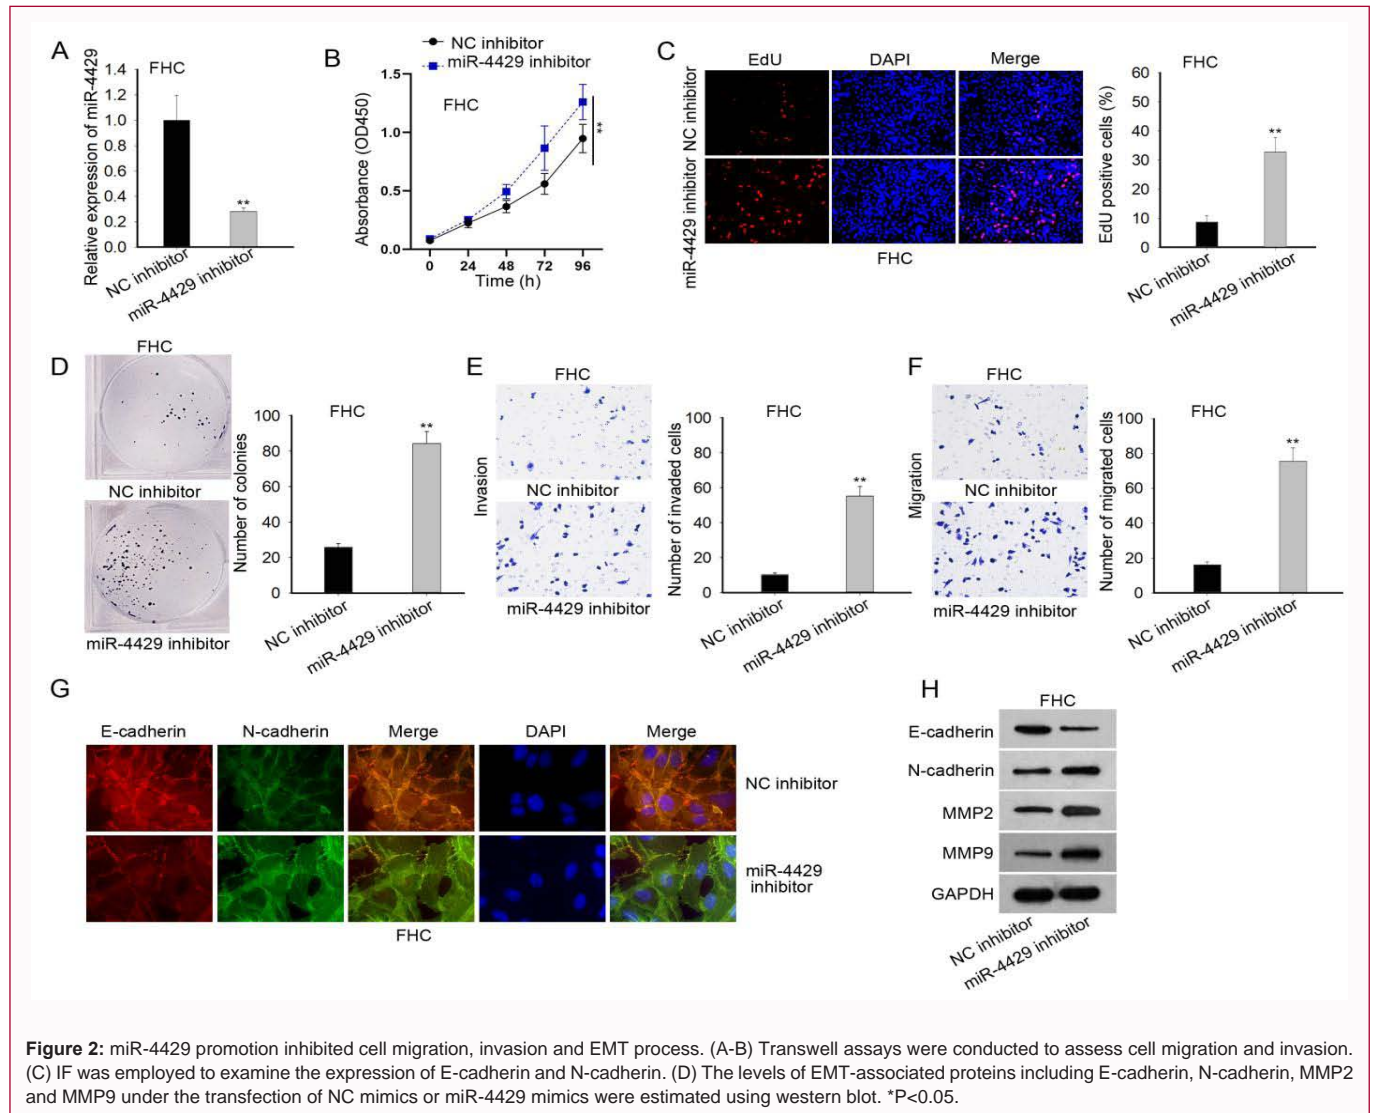 A
Relative expression of miR-4429
FHC
1.4
1.2
1.0
0.8
0.6
0.4
0.2
0.0
**
NC inhibitor
miR-4429 inhibitor
B
NC inhibitor
miR-4429 inhibitor
Absorbance (OD450)
FHC
1.5
1.0
0.5
0.0
**
0 24 48 72 96
Time (h)
C
EdU DAPI Merge
NC inhibitor
miR-4429 inhibitor
FHC
EdU positive cells (%)
FHC
60
50
40
30
20
10
0
**
NC inhibitor
miR-4429 inhibitor
D
FHC
NC inhibitor
miR-4429 inhibitor
Number of colonies
FHC
100
80
60
40
20
0
**
NC inhibitor
miR-4429 inhibitor
E
FHC
Invasion
NC inhibitor
miR-4429 inhibitor
Number of invaded cells
FHC
100
80
60
40
20
0
**
NC inhibitor
miR-4429 inhibitor
F
FHC
Migration
NC inhibitor
miR-4429 inhibitor
Number of migrated cells
FHC
100
80
60
40
20
0
**
NC inhibitor
miR-4429 inhibitor
G
E-cadherin N-cadherin Merge DAPI Merge
NC inhibitor
miR-4429
inhibitor
FHC
H
FHC
E-cadherin
N-cadherin
MMP2
MMP9
GAPDH
NC inhibitor
miR-4429 inhibitor
Figure 2: miR-4429 promotion inhibited cell migration, invasion and EMT process. (A-B) Transwell assays were conducted to assess cell migration and invasion.
(C) IF was employed to examine the expression of E-cadherin and N-cadherin. (D) The levels of EMT-associated proteins including E-cadherin, N-cadherin, MMP2
and MMP9 under the transfection of NC mimics or miR-4429 mimics were estimated using western blot. *P<0.05.